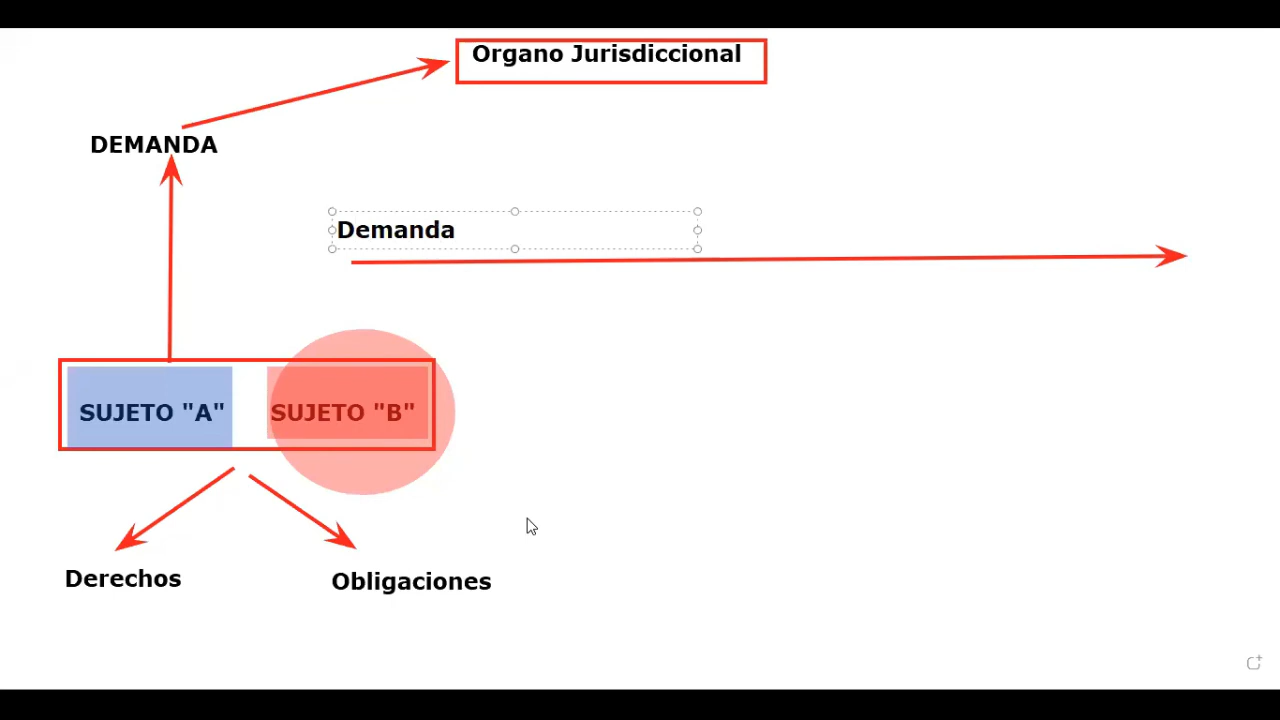 Organo Jurisdiccional
DEMANDA
Demanda
SUJETO "A" SUJETO "B"
Derechos Obligaciones